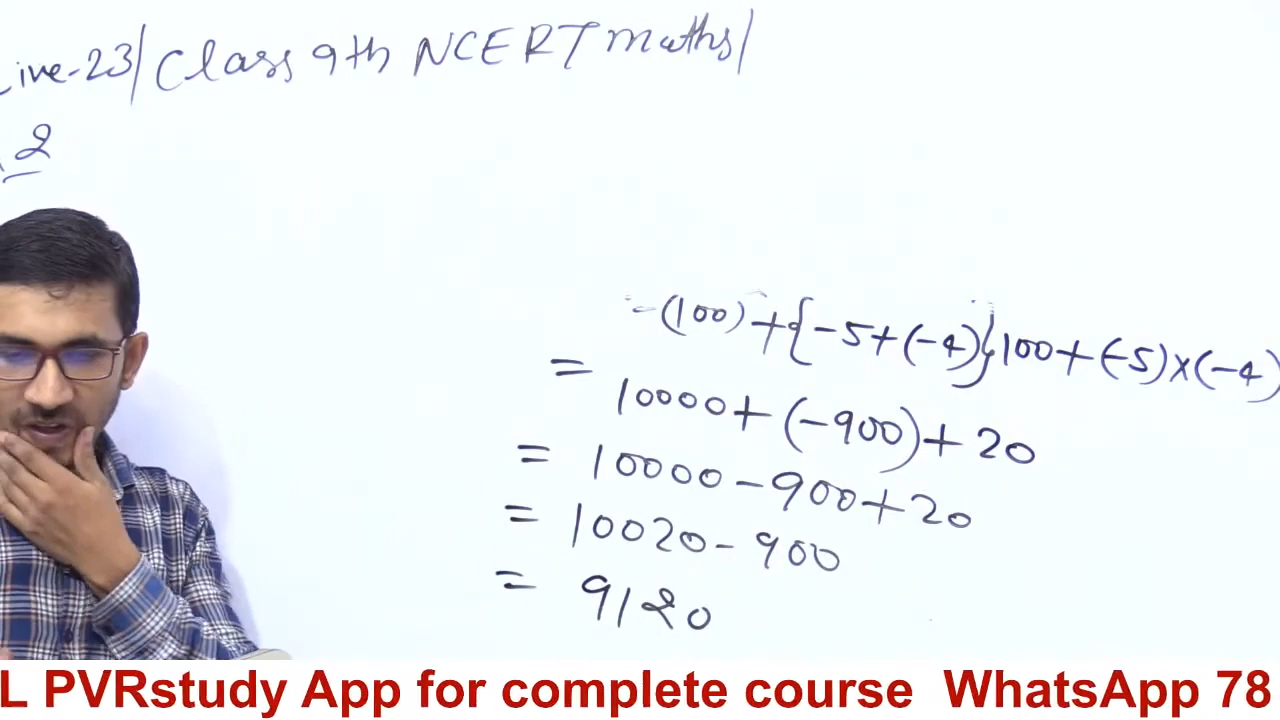 ive-23/ Class 9th NCERT maths/
2
= (100) + {-5+(-4)}100+(-5)×(-4)
= 10000+(-900)+20
= 10000-900+20
= 10020-900
= 9120
L PVRstudy App for complete course WhatsApp 78